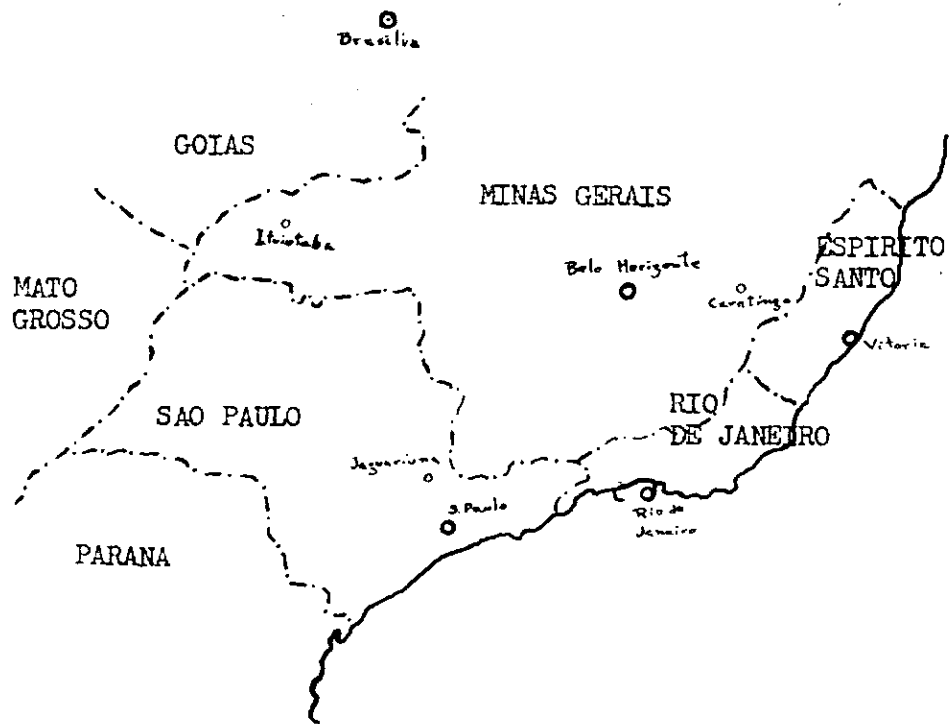 Brasilia
GOIAS
MINAS GERAIS
Ituiutaba
ESPIRITO
SANTO
Belo Horizonte
MATO
GROSSO
Caratinga
Vitoria
SAO PAULO
RIO
DE JANEIRO
Jaguariuna
S. Paulo
Rio de
Janeiro
PARANA